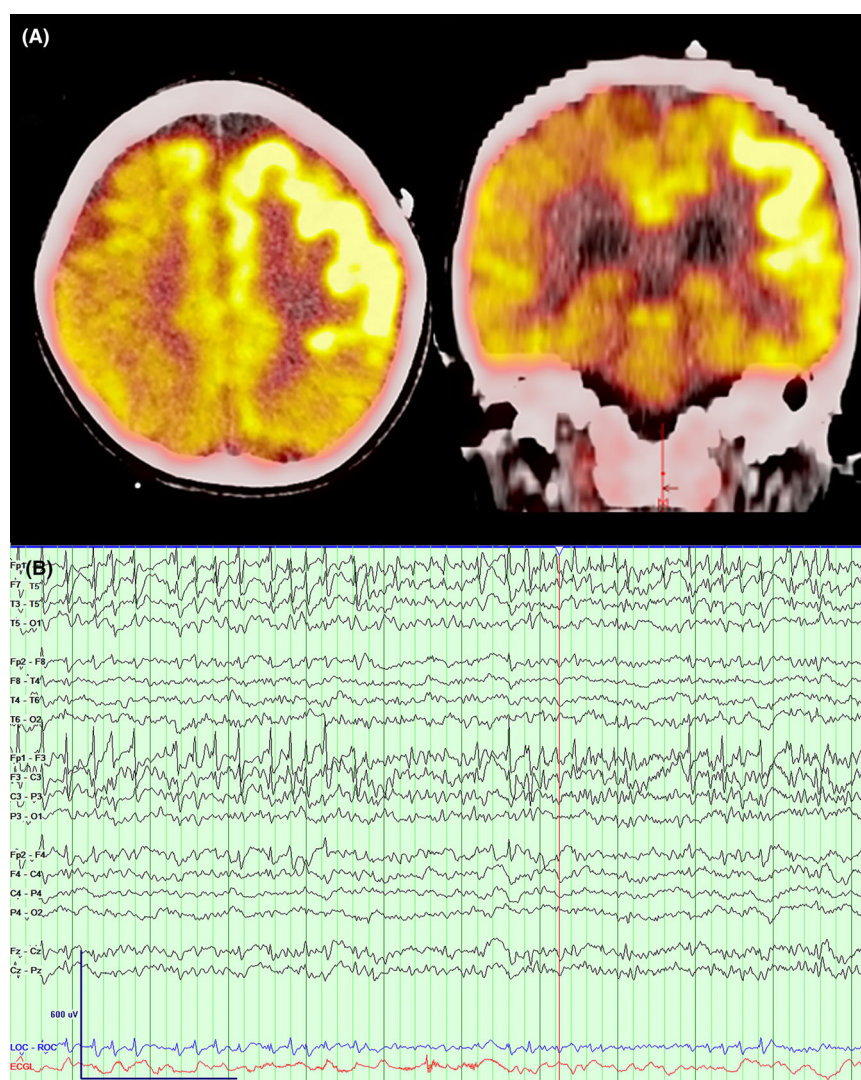 (A)
(B)
Fp1
F7 T5
T3 - T5
T5 - O1
Fp2 - F8
F8 - T4
T4 - T6
T6 - O2
Fp1 - F3
F3 - C3
C3 - P3
P3 - O1
Fp2 - F4
F4 - C4
C4 - P4
P4 - O2
Fz - Cz
Cz - Pz
600 uV
LOC - ROC
ECGL